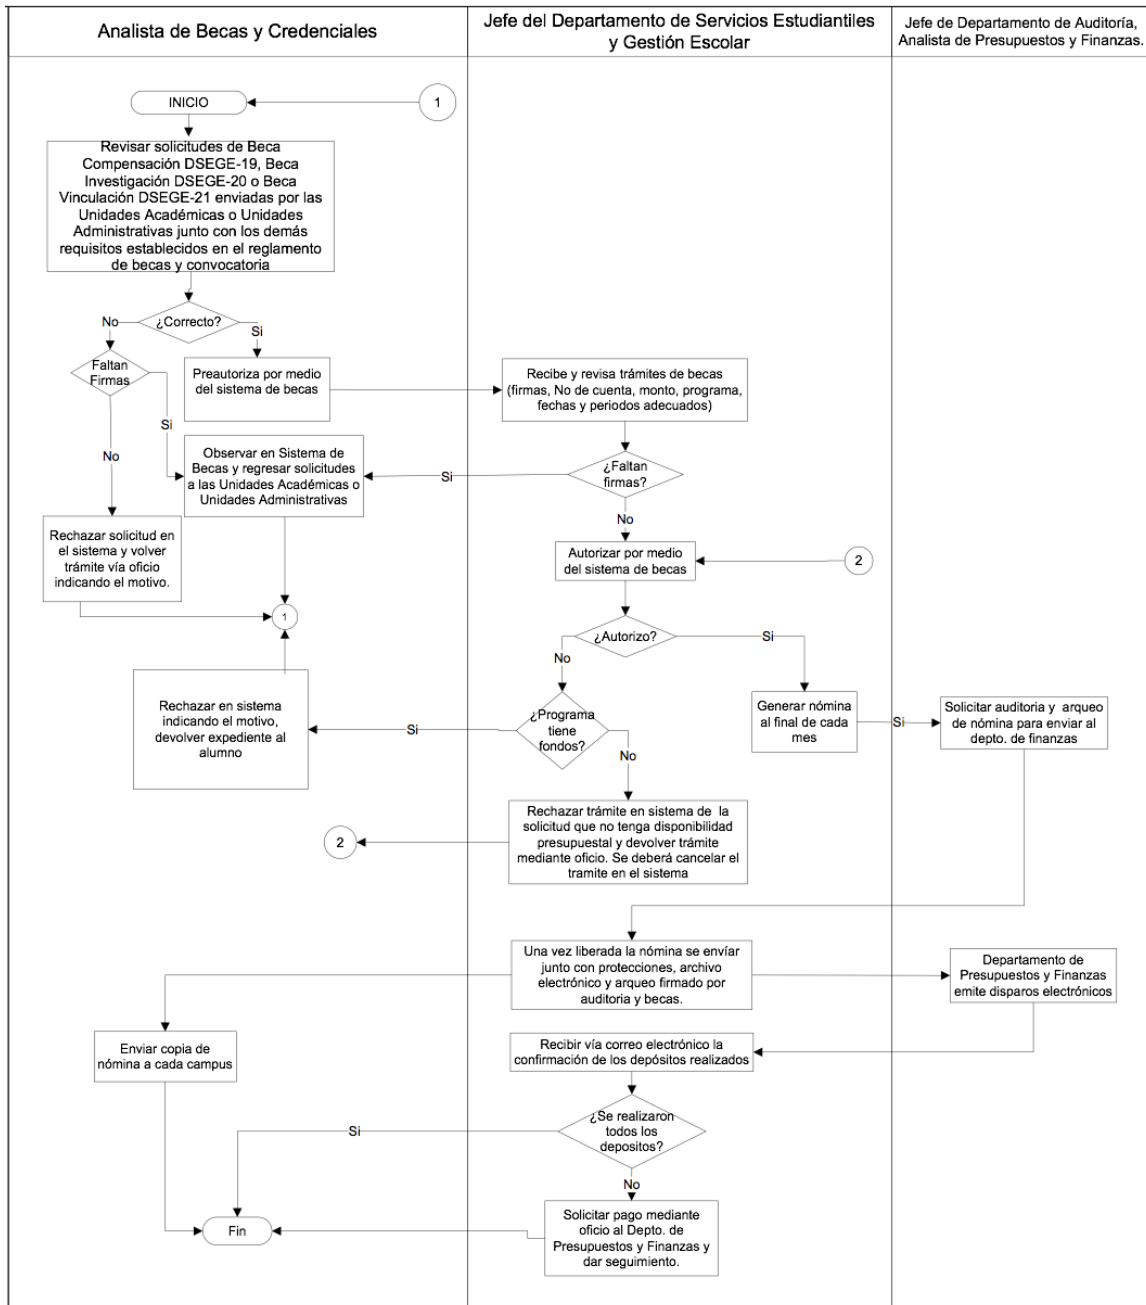 Analista de Becas y Credenciales
Jefe del Departamento de Servicios Estudiantiles
y Gestión Escolar
Jefe de Departamento de Auditoría,
Analista de Presupuestos y Finanzas.
INICIO
1
Revisar solicitudes de Beca
Compensación DSEGE-19, Beca
Investigación DSEGE-20 o Beca
Vinculación DSEGE-21 enviadas por las
Unidades Académicas o Unidades
Administrativas junto con los demás
requisitos establecidos en el reglamento
de becas y convocatoria
¿Correcto?
No
Si
Faltan
Firmas
Preautoriza por medio
del sistema de becas
Recibe y revisa trámites de becas
(firmas, No de cuenta, monto, programa,
fechas y periodos adecuados)
Si
No
Observar en Sistema de
Becas y regresar solicitudes
a las Unidades Académicas o
Unidades Administrativas
Si
¿Faltan
firmas?
No
Rechazar solicitud en
el sistema y volver
trámite vía oficio
indicando el motivo.
Autorizar por medio
del sistema de becas
2
1
¿Autorizo?
No
Si
Rechazar en sistema
indicando el motivo,
devolver expediente al
alumno
Si
¿Programa
tiene
fondos?
No
Generar nómina
al final de cada
mes
Si
Solicitar auditoria y arqueo
de nómina para enviar al
depto. de finanzas
2
Rechazar trámite en sistema de la
solicitud que no tenga disponibilidad
presupuestal y devolver trámite
mediante oficio. Se deberá cancelar el
tramite en el sistema
Una vez liberada la nómina se envíar
junto con protecciones, archivo
electrónico y arqueo firmado por
auditoria y becas.
Departamento de
Presupuestos y Finanzas
emite disparos electrónicos
Enviar copia de
nómina a cada campus
Recibir vía correo electrónico la
confirmación de los depósitos realizados
Si
¿Se realizaron
todos los
depositos?
No
Fin
Solicitar pago mediante
oficio al Depto. de
Presupuestos y Finanzas y
dar seguimiento.